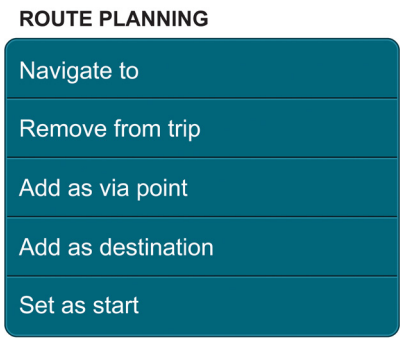 ROUTE PLANNING
Navigate to
Remove from trip
Add as via point
Add as destination
Set as start